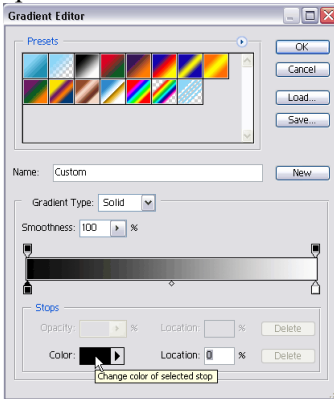 Gradient Editor
Presets
OK
Cancel
Load...
Save...
Name: Custom
New
Gradient Type: Solid
Smoothness: 100 %
Stops
Opacity: % Location: % Delete
Color: Location: 0 % Delete
Change color of selected stop